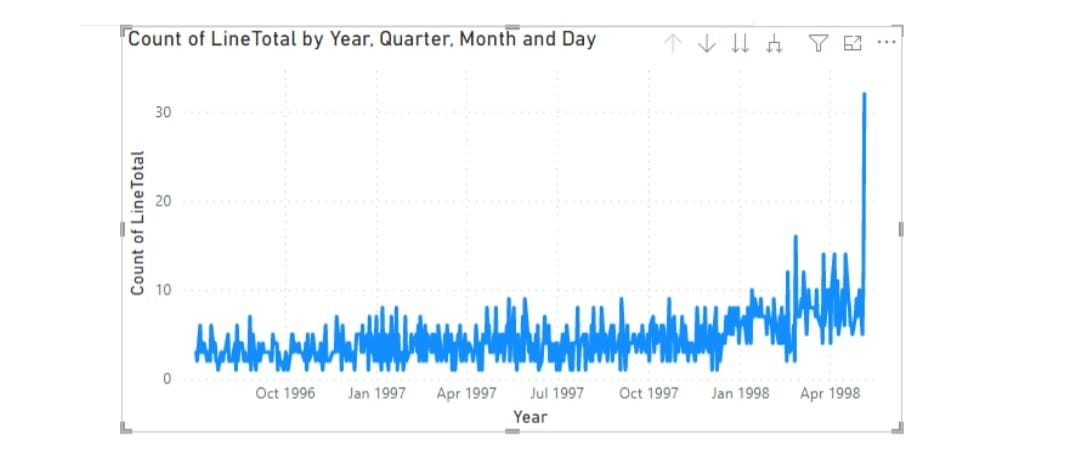 Count of LineTotal by Year, Quarter, Month and Day
Count of LineTotal
30
20
10
0
Oct 1996 Jan 1997 Apr 1997 Jul 1997 Oct 1997 Jan 1998 Apr 1998
Year